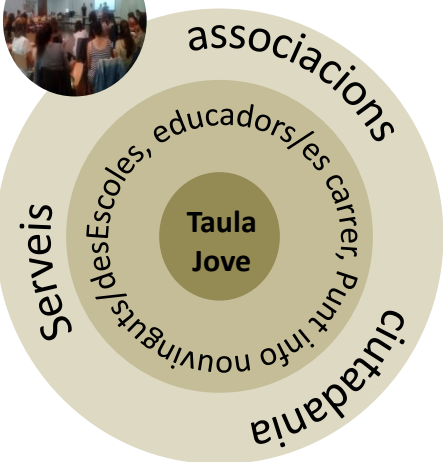 associacions
Escoles, educadors/es carrer, Punt info nouvinguts/des
Taula
Jove
Serveis
ciutadania